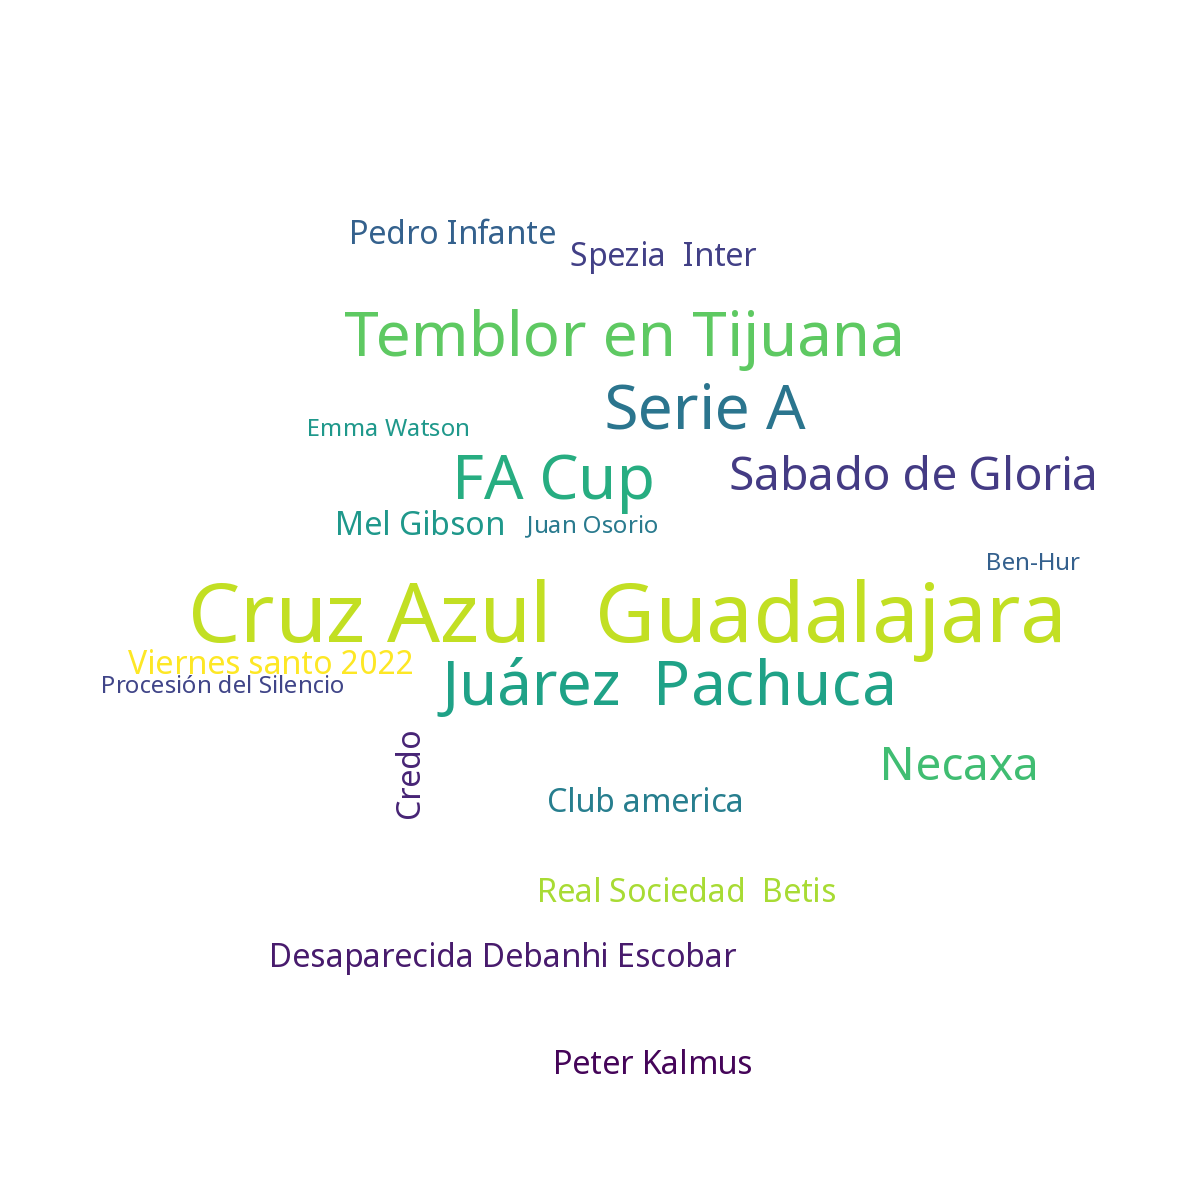 Pedro Infante
Spezia  Inter
Temblor en Tijuana
Serie A
Emma Watson
FA Cup
Sabado de Gloria
Mel Gibson
Juan Osorio
Ben-Hur
Cruz Azul  Guadalajara
Viernes santo 2022
Procesión del Silencio
Juárez  Pachuca
Credo
Necaxa
Club america
Real Sociedad  Betis
Desaparecida Debanhi Escobar
Peter Kalmus